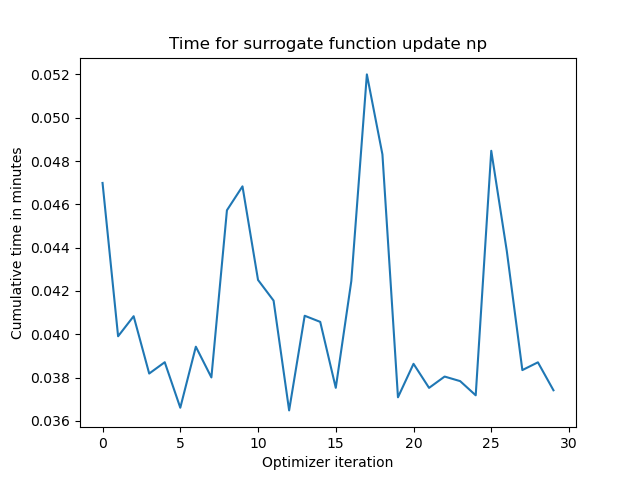 Time for surrogate function update np
Cumulative time in minutes
0.052
0.050
0.048
0.046
0.044
0.042
0.040
0.038
0.036
0 5 10 15 20 25 30
Optimizer iteration